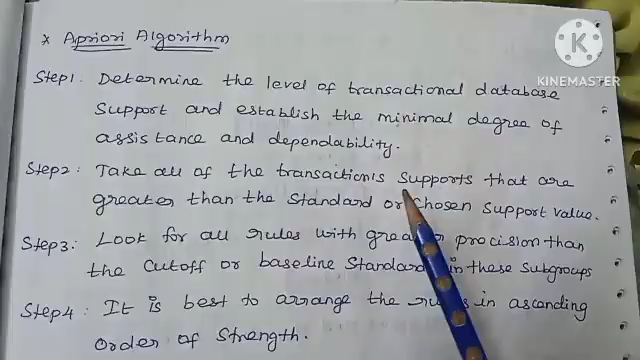 * Apriori Algorithm
KINEMASTER
Step1. Determine the level of transactional database
Support and establish the minimal degree of
assistance and dependability.
Step2: Take all of the transaction's supports that are
greater than the Standard or chosen support value.
Step3: Look for all rules with precision than
the cutoff or baseline Standard in these subgroups
Step4: It is best to arrange the in ascending
order of Strength.